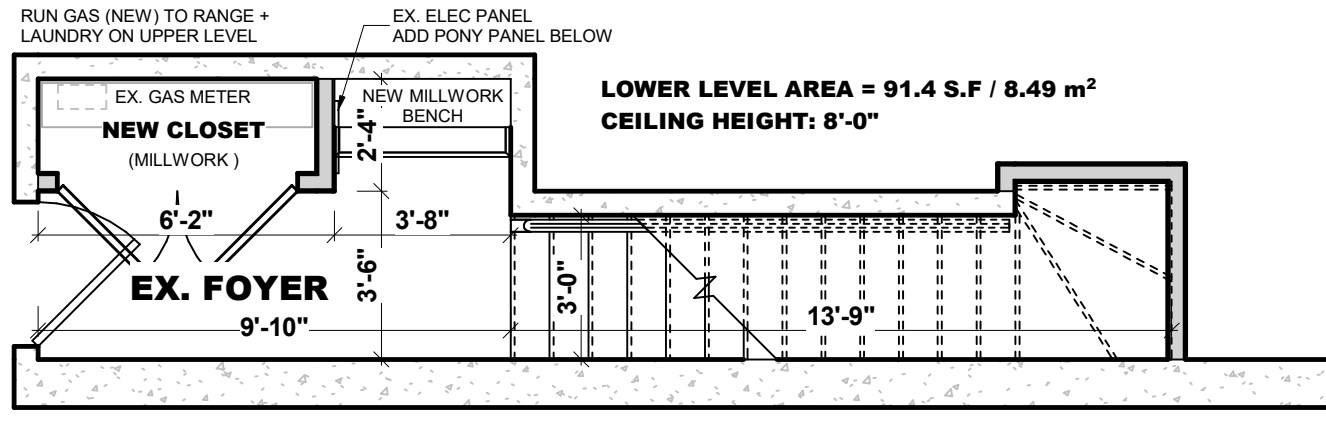 RUN GAS (NEW) TO RANGE +
LAUNDRY ON UPPER LEVEL
EX. ELEC PANEL
ADD PONY PANEL BELOW
LOWER LEVEL AREA = 91.4 S.F / 8.49 m²
CEILING HEIGHT: 8'-0"
EX. GAS METER
NEW CLOSET
(MILLWORK )
NEW MILLWORK
BENCH
2'-4"
6'-2"
3'-8"
EX. FOYER
3'-6"
3'-0"
9'-10"
13'-9"